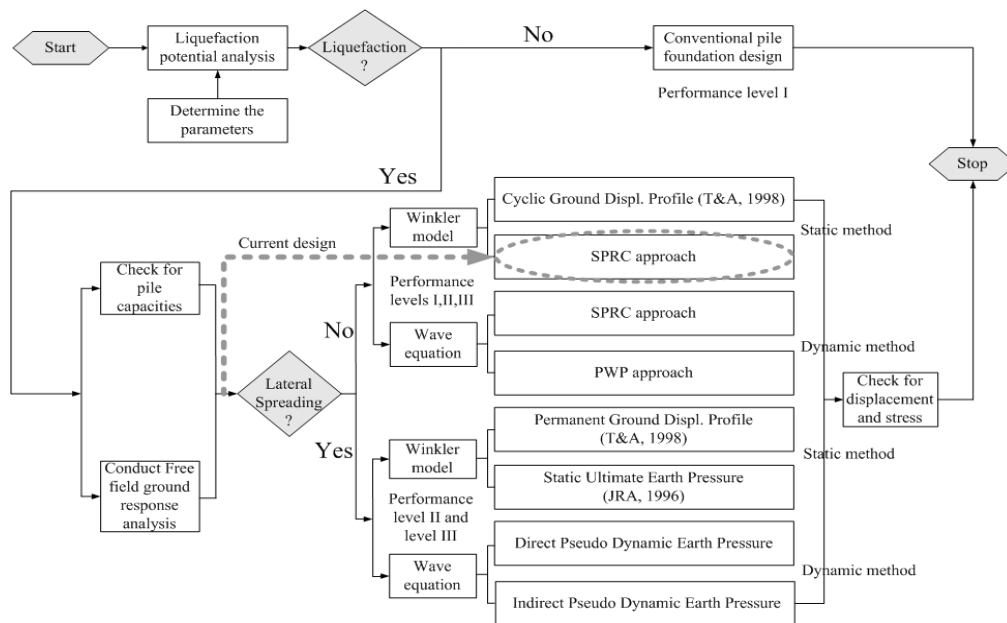 Start
Liquefaction
potential analysis
Liquefaction
?
No
Conventional pile
foundation design
Performance level I
Determine the
parameters
Stop
Yes
Cyclic Ground Displ. Profile (T&A, 1998)
Winkler
model
Static method
Current design
SPRC approach
Check for
pile
capacities
Performance
levels I,II,III
No
SPRC approach
Wave
equation
Dynamic method
PWP approach
Lateral
Spreading
?
Check for
displacement
and stress
Permanent Ground Displ. Profile
(T&A, 1998)
Yes
Winkler
model
Static method
Conduct Free
field ground
response
analysis
Static Ultimate Earth Pressure
(JRA, 1996)
Performance
level II and
level III
Direct Pseudo Dynamic Earth Pressure
Wave
equation
Dynamic method
Indirect Pseudo Dynamic Earth Pressure